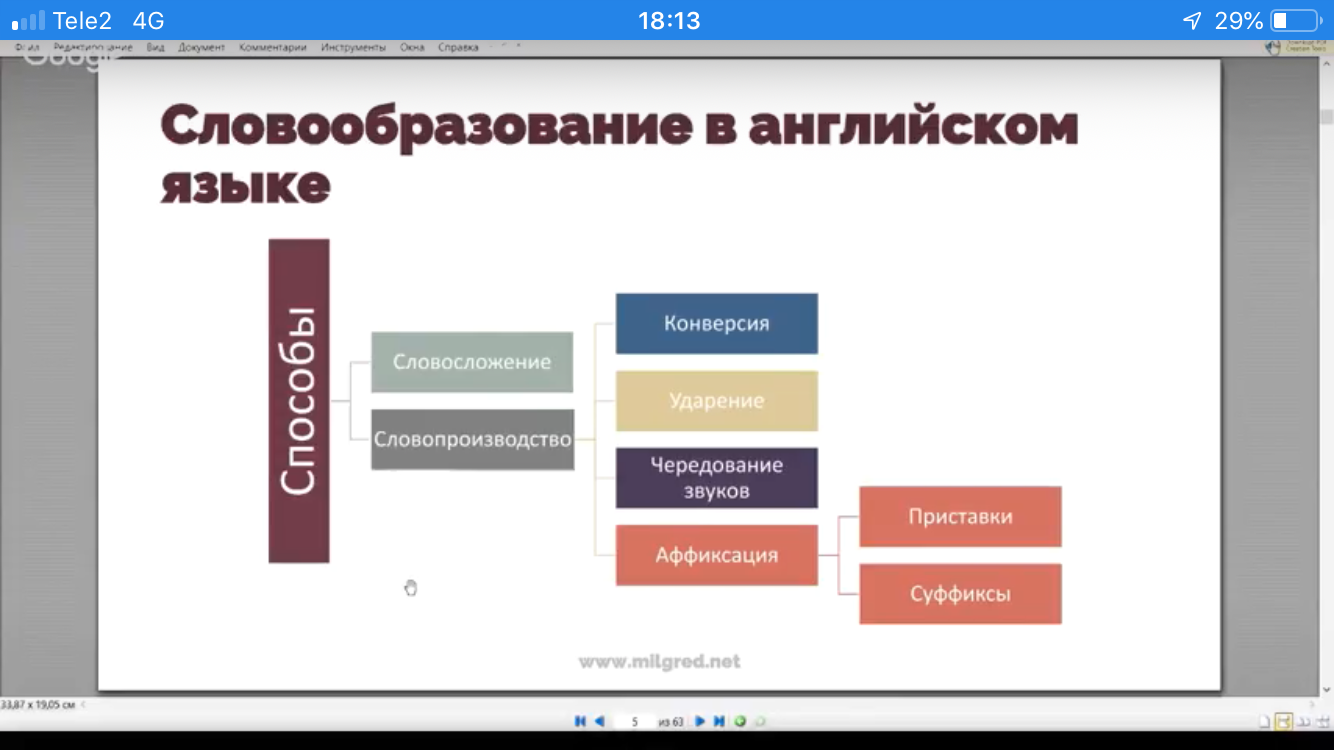 Tele2 4G 18:13 29%
Файл Редактирование Вид Документ Комментарии Инструменты Окна Справка
Google
Словообразование в английском
языке
Способы
Словосложение
Словопроизводство
Конверсия
Ударение
Чередование
звуков
Аффиксация
Приставки
Суффиксы
www.milgred.net
33,87 x 19,05 см
5 из 63